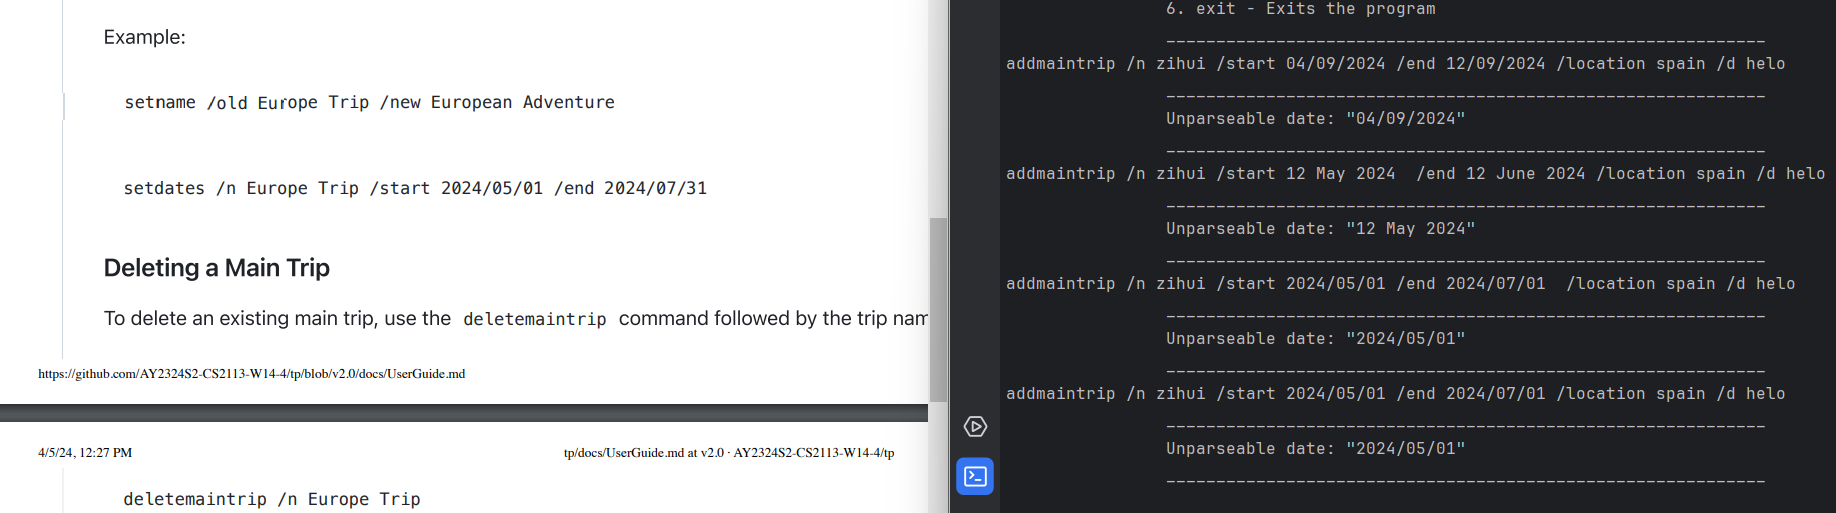 Example:
setname /old Europe Trip /new European Adventure
setdates /n Europe Trip /start 2024/05/01 /end 2024/07/31
Deleting a Main Trip
To delete an existing main trip, use the deletemaintrip command followed by the trip nam
https://github.com/AY2324S2-CS2113-W14-4/tp/blob/v2.0/docs/UserGuide.md
4/5/24, 12:27 PM
tp/docs/UserGuide.md at v2.0 · AY2324S2-CS2113-W14-4/tp
deletemaintrip /n Europe Trip
6. exit - Exits the program
____________________________________________________________
addmaintrip /n zihui /start 04/09/2024 /end 12/09/2024 /location spain /d helo
____________________________________________________________
Unparseable date: "04/09/2024"
____________________________________________________________
addmaintrip /n zihui /start 12 May 2024  /end 12 June 2024 /location spain /d helo
____________________________________________________________
Unparseable date: "12 May 2024"
____________________________________________________________
addmaintrip /n zihui /start 2024/05/01 /end 2024/07/01  /location spain /d helo
____________________________________________________________
Unparseable date: "2024/05/01"
____________________________________________________________
addmaintrip /n zihui /start 2024/05/01 /end 2024/07/01 /location spain /d helo
____________________________________________________________
Unparseable date: "2024/05/01"
____________________________________________________________